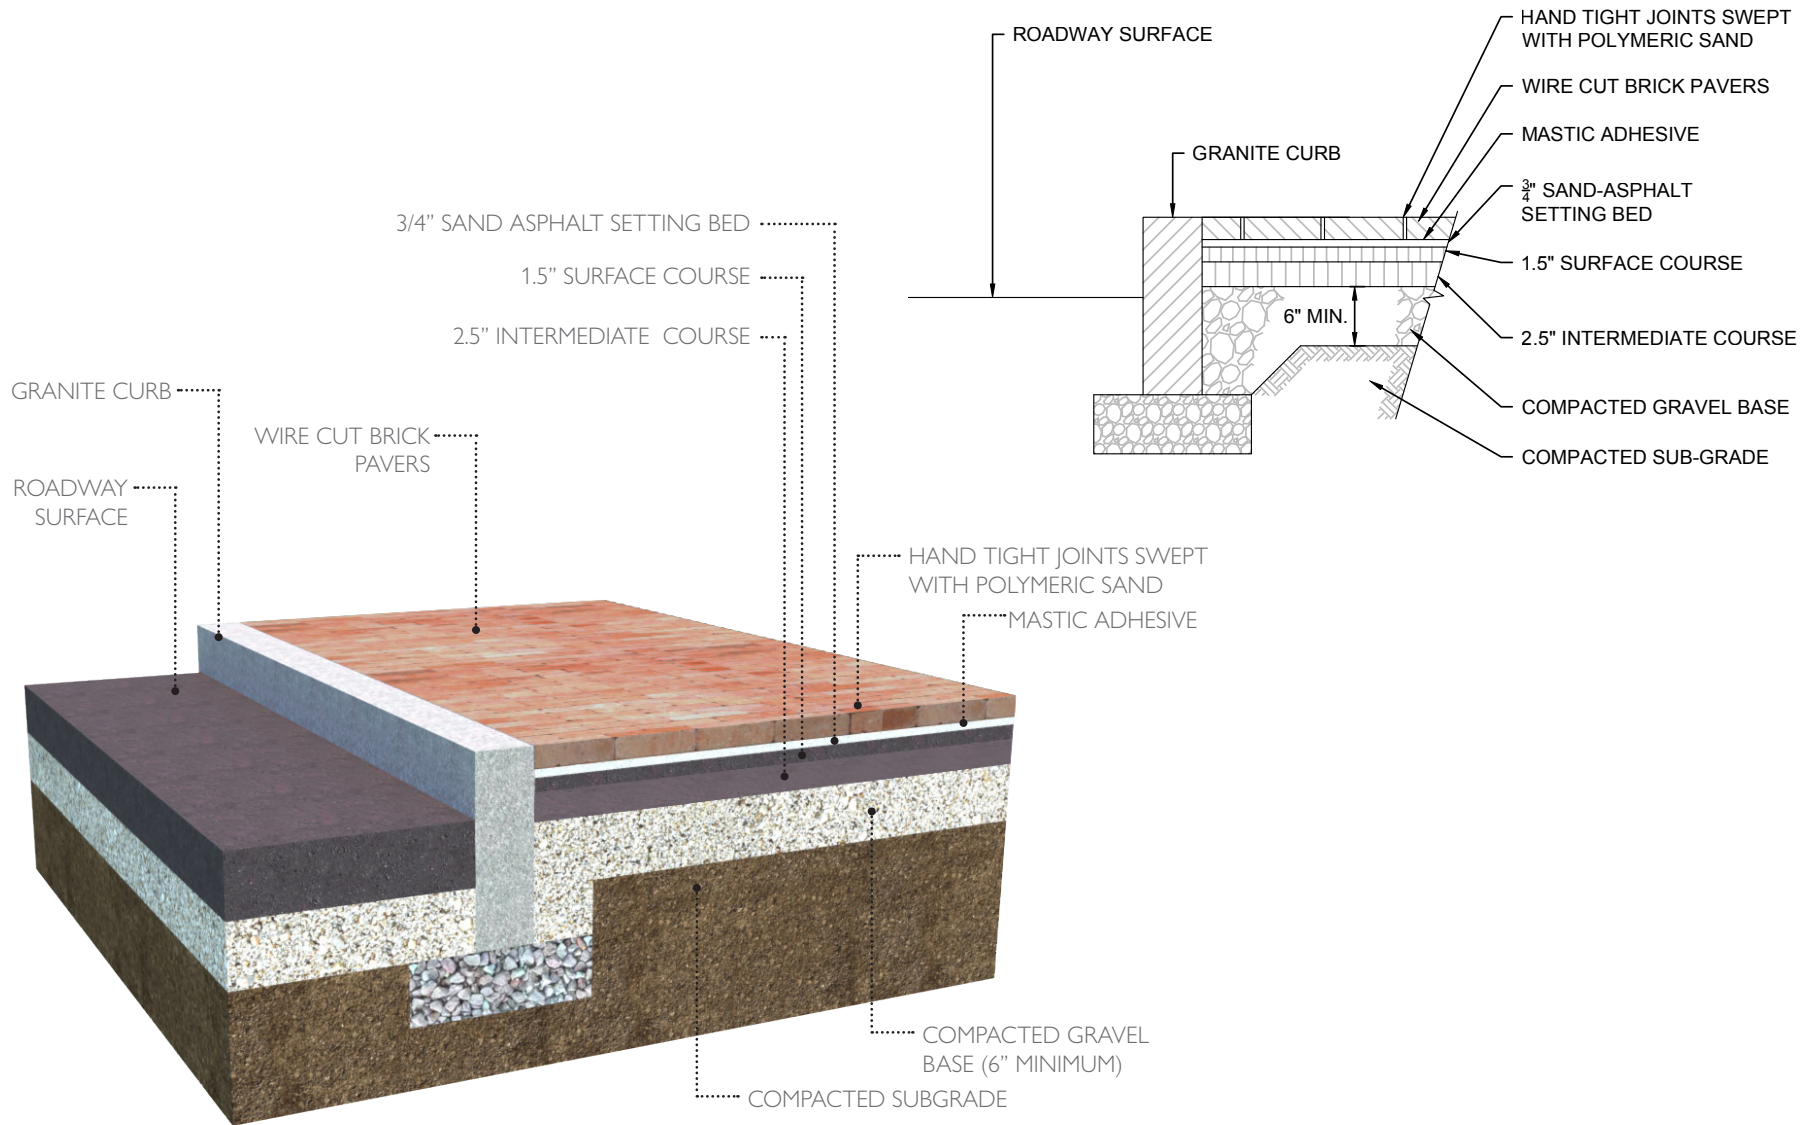 ROADWAY SURFACE
HAND TIGHT JOINTS SWEPT
WITH POLYMERIC SAND
WIRE CUT BRICK PAVERS
MASTIC ADHESIVE
GRANITE CURB
3/4" SAND-ASPHALT
SETTING BED
1.5" SURFACE COURSE
6" MIN.
2.5" INTERMEDIATE COURSE
COMPACTED GRAVEL BASE
COMPACTED SUB-GRADE
3/4” SAND ASPHALT SETTING BED
1.5” SURFACE COURSE
2.5” INTERMEDIATE COURSE
GRANITE CURB
WIRE CUT BRICK
PAVERS
ROADWAY
SURFACE
HAND TIGHT JOINTS SWEPT
WITH POLYMERIC SAND
MASTIC ADHESIVE
COMPACTED GRAVEL
BASE (6” MINIMUM)
COMPACTED SUBGRADE